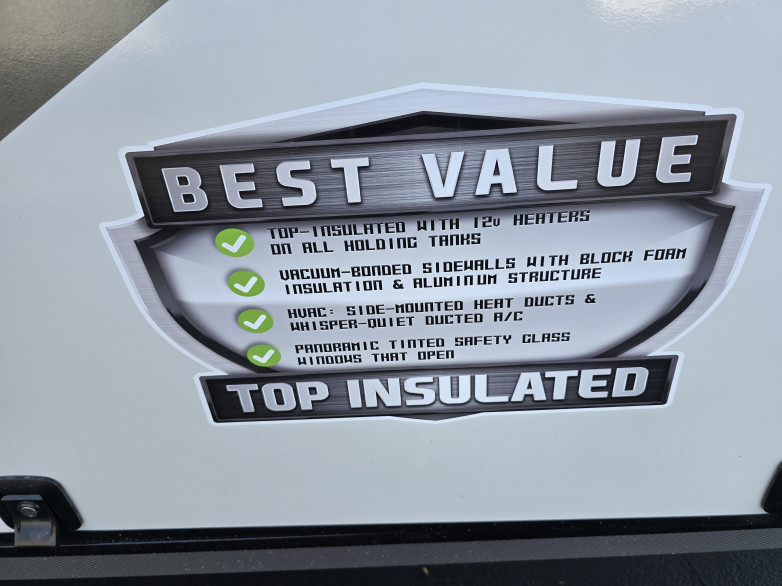 BEST VALUE
TOP-INSULATED WITH 12v HEATERS
ON ALL HOLDING TANKS
VACUUM-BONDED SIDEWALLS WITH BLOCK FOAM
INSULATION & ALUMINUM STRUCTURE
HVAC: SIDE-MOUNTED HEAT DUCTS &
WHISPER-QUIET DUCTED A/C
PANORAMIC TINTED SAFETY GLASS
WINDOWS THAT OPEN
TOP INSULATED